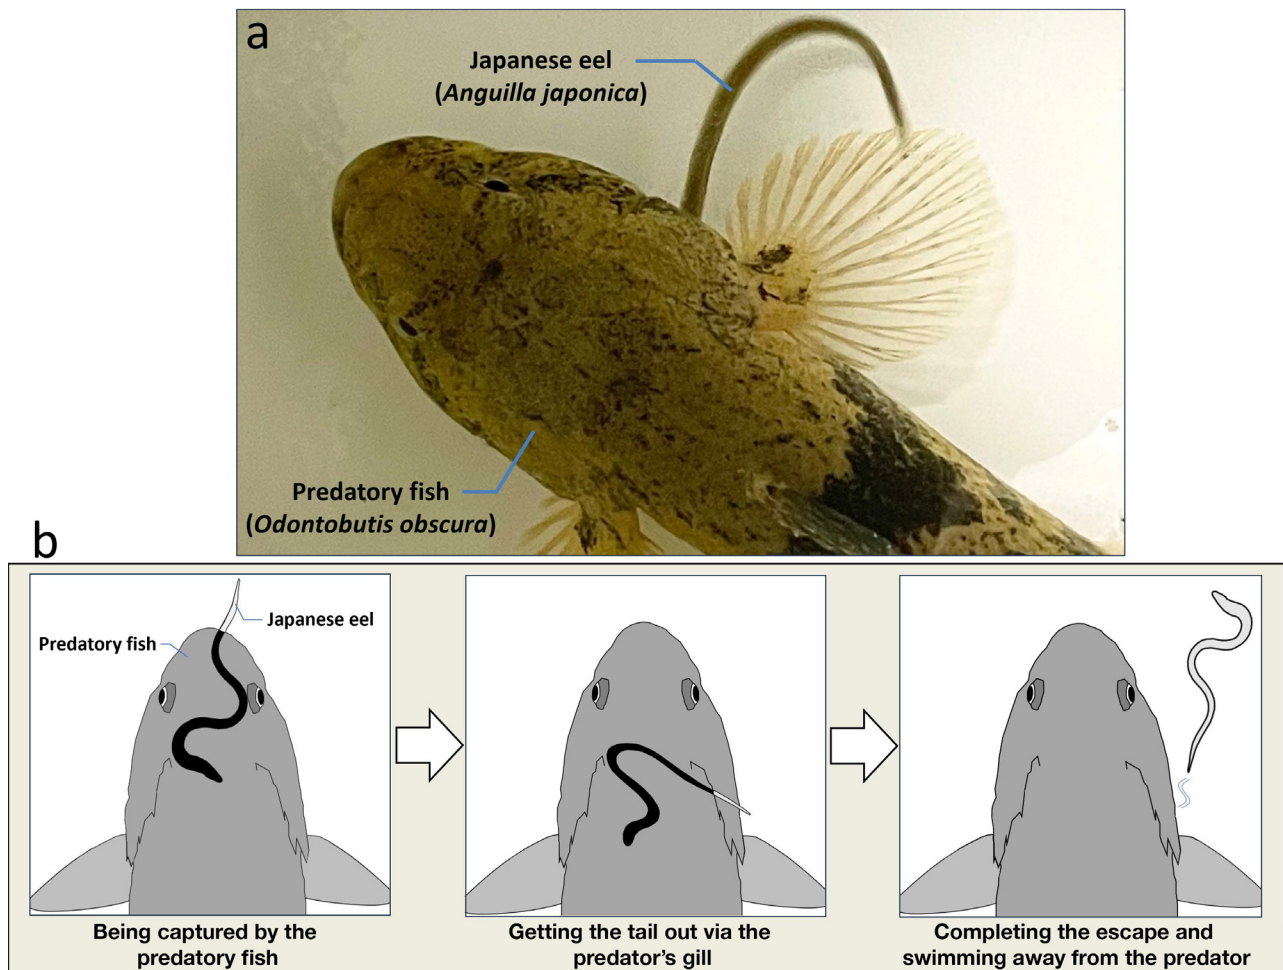 a
Japanese eel
(Anguilla japonica)
Predatory fish
(Odontobutis obscura)
b
Japanese eel
Predatory fish
Being captured by the
predatory fish
Getting the tail out via the
predator's gill
Completing the escape and
swimming away from the predator